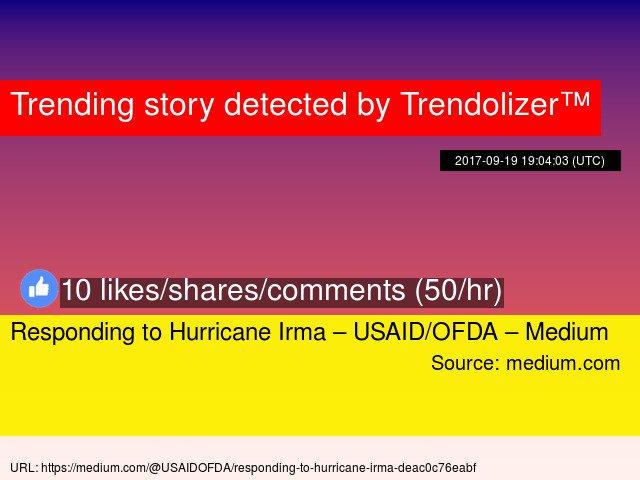 Trending story detected by Trendolizer™
2017-09-19 19:04:03 (UTC)
10 likes/shares/comments (50/hr)
Responding to Hurricane Irma – USAID/OFDA – Medium
Source: medium.com
URL: https://medium.com/@USAIDOFDA/responding-to-hurricane-irma-deac0c76eabf